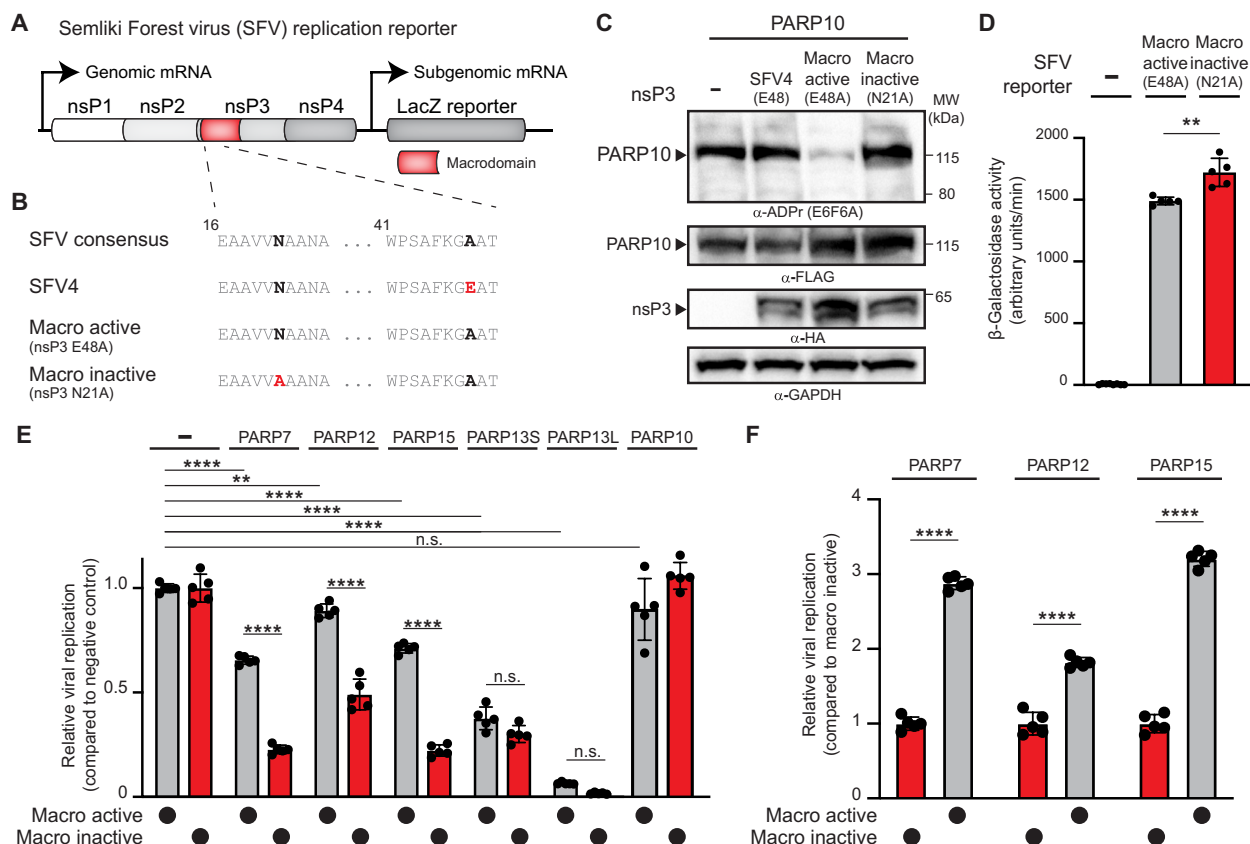 A
Semliki Forest virus (SFV) replication reporter
Genomic mRNA
Subgenomic mRNA
nsP1
nsP2
nsP3
nsP4
LacZ reporter
Macrodomain
B
16
41
SFV consensus
EAAVVNAANA ... WPSAFKGAAT
SFV4
EAAVVNAANA ... WPSAFKGEAT
Macro active
(nsP3 E48A)
EAAVVNAANA ... WPSAFKGAAT
Macro inactive
(nsP3 N21A)
EAAVVAAANA ... WPSAFKGAAT
C
PARP10
nsP3
–
SFV4
(E48)
Macro
active
(E48A)
Macro
inactive
(N21A)
MW
(kDa)
PARP10
115
80
α-ADPr (E6F6A)
PARP10
115
α-FLAG
nsP3
65
α-HA
α-GAPDH
D
SFV
reporter
–
Macro
active
(E48A)
Macro
inactive
(N21A)
**
β-Galactosidase activity
(arbitrary units/min)
2000
1500
1000
500
0
E
–
PARP7
PARP12
PARP15
PARP13S
PARP13L
PARP10
****
**
****
****
****
n.s.
****
****
****
n.s.
n.s.
Relative viral replication
(compared to negative control)
1.0
0.5
0
Macro active
Macro inactive
F
PARP7
PARP12
PARP15
****
****
****
Relative viral replication
(compared to macro inactive)
4
3
2
1
0
Macro active
Macro inactive